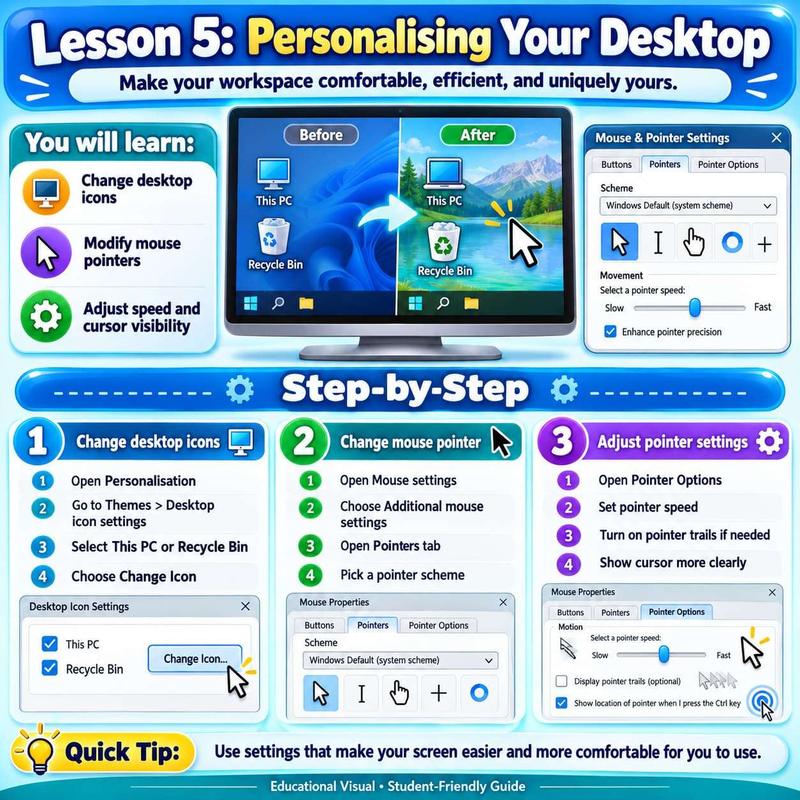 Lesson 5: Personalising Your Desktop
Make your workspace comfortable, efficient, and uniquely yours.
You will learn:
Change desktop
icons
Modify mouse
pointers
Adjust speed and
cursor visibility
Before
This PC
Recycle Bin
After
This PC
Recycle Bin
Mouse & Pointer Settings
Buttons
Pointers
Pointer Options
Scheme
Windows Default (system scheme)
Movement
Select a pointer speed:
Slow
Fast
Enhance pointer precision
Step-by-Step
1 Change desktop icons
1 Open Personalisation
2 Go to Themes > Desktop
icon settings
3 Select This PC or Recycle Bin
4 Choose Change Icon
Desktop Icon Settings
This PC
Recycle Bin
Change Icon...
2 Change mouse pointer
1 Open Mouse settings
2 Choose Additional mouse
settings
3 Open Pointers tab
4 Pick a pointer scheme
Mouse Properties
Buttons
Pointers
Pointer Options
Scheme
Windows Default (system scheme)
3 Adjust pointer settings
1 Open Pointer Options
2 Set pointer speed
3 Turn on pointer trails if needed
4 Show cursor more clearly
Mouse Properties
Buttons
Pointers
Pointer Options
Motion
Select a pointer speed:
Slow
Fast
Display pointer trails (optional)
Show location of pointer when I press the Ctrl key
Quick Tip:
Use settings that make your screen easier and more comfortable for you to use.
Educational Visual • Student-Friendly Guide